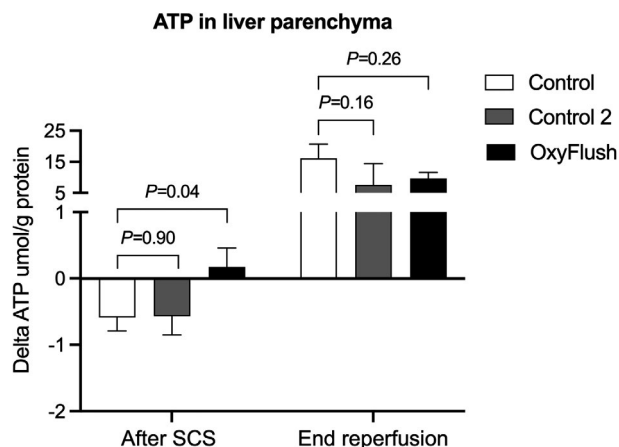 ATP in liver parenchyma
P=0.26
P=0.16
P=0.04
P=0.90
Control
Control 2
OxyFlush
Delta ATP umol/g protein
25
15
5
1
0
-1
-2
After SCS
End reperfusion